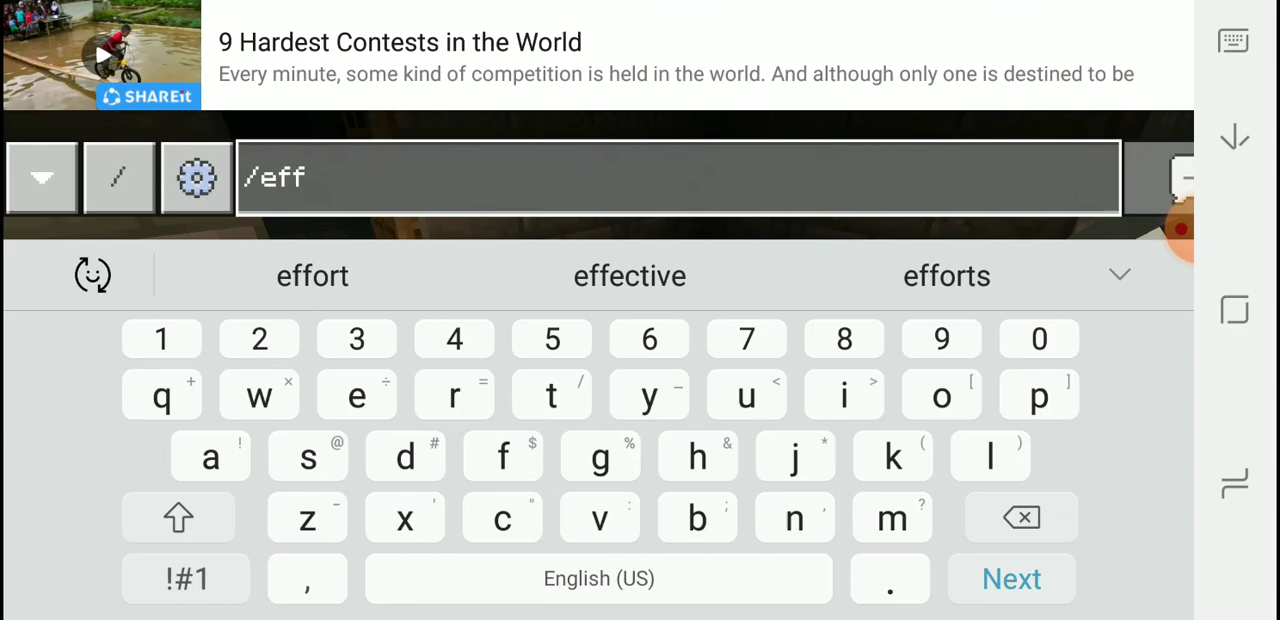 9 Hardest Contests in the World
Every minute, some kind of competition is held in the world. And although only one is destined to be
SHAREit
/
/eff
effort effective efforts
1 2 3 4 5 6 7 8 9 0
q + w × e ÷ r = t / y _ u < i > o [ p ]
a ! s @ d # f $ g % h & j * k ( l )
z - x ' c " v : b ; n , m ?
!#1 , English (US) . Next